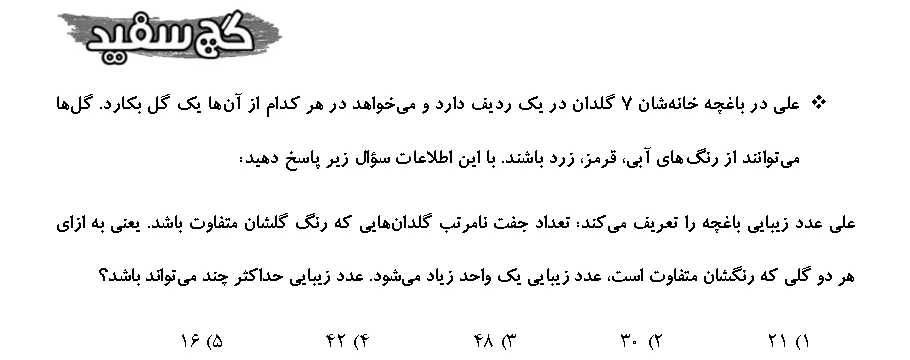 گچ سفید
❖ علی در باغچه خانه‌شان ۷ گلدان در یک ردیف دارد و می‌خواهد در هر کدام از آن‌ها یک گل بکارد. گل‌ها
می‌توانند از رنگ‌های آبی، قرمز، زرد باشند. با این اطلاعات سؤال زیر پاسخ دهید:
علی عدد زیبایی باغچه را تعریف می‌کند: تعداد جفت نامرتب گلدان‌هایی که رنگ گلشان متفاوت باشد. یعنی به ازای
هر دو گلی که رنگشان متفاوت است، عدد زیبایی یک واحد زیاد می‌شود. عدد زیبایی حداکثر چند می‌تواند باشد؟
۱) ۲۱ ۲) ۳۰ ۳) ۴۸ ۴) ۴۲ ۵) ۱۶